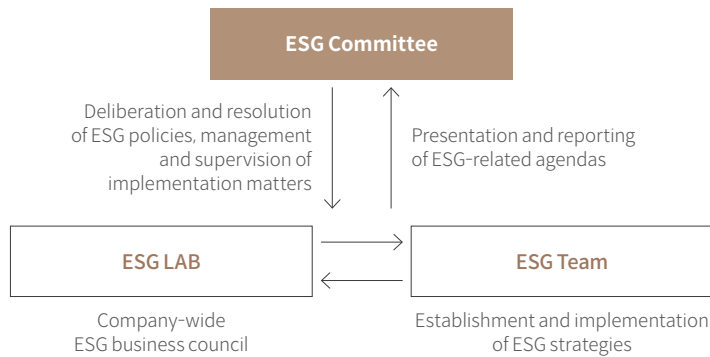 ESG Committee
Deliberation and resolution
of ESG policies, management
and supervision of
implementation matters
Presentation and reporting
of ESG-related agendas
ESG LAB
ESG Team
Company-wide
ESG business council
Establishment and implementation
of ESG strategies